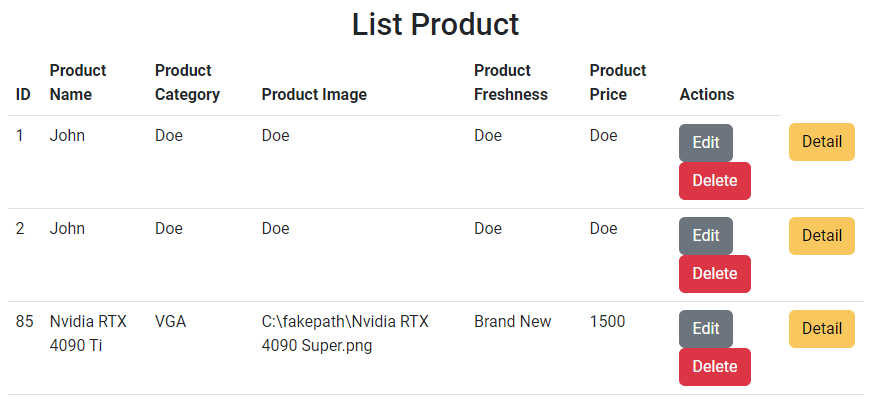 List Product
ID Product Name Product Category Product Image Product Freshness Product Price Actions
1 John Doe Doe Doe Doe Edit Delete Detail
2 John Doe Doe Doe Doe Edit Delete Detail
85 Nvidia RTX 4090 Ti VGA C:\fakepath\Nvidia RTX 4090 Super.png Brand New 1500 Edit Delete Detail